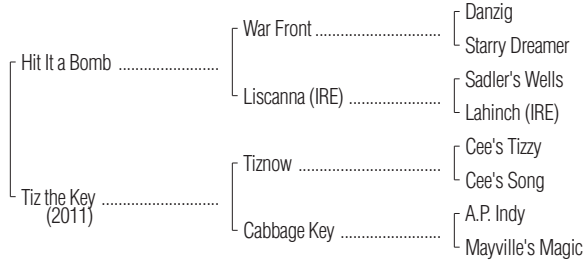 Danzig
War Front ........................
Starry Dreamer
Hit It a Bomb ......................
Sadler's Wells
Liscanna (IRE) ....................
Lahinch (IRE)
Cee's Tizzy
Tiznow ...............................
Cee's Song
Tiz the Key .........................
(2011)
A.P. Indy
Cabbage Key .....................
Mayville's Magic